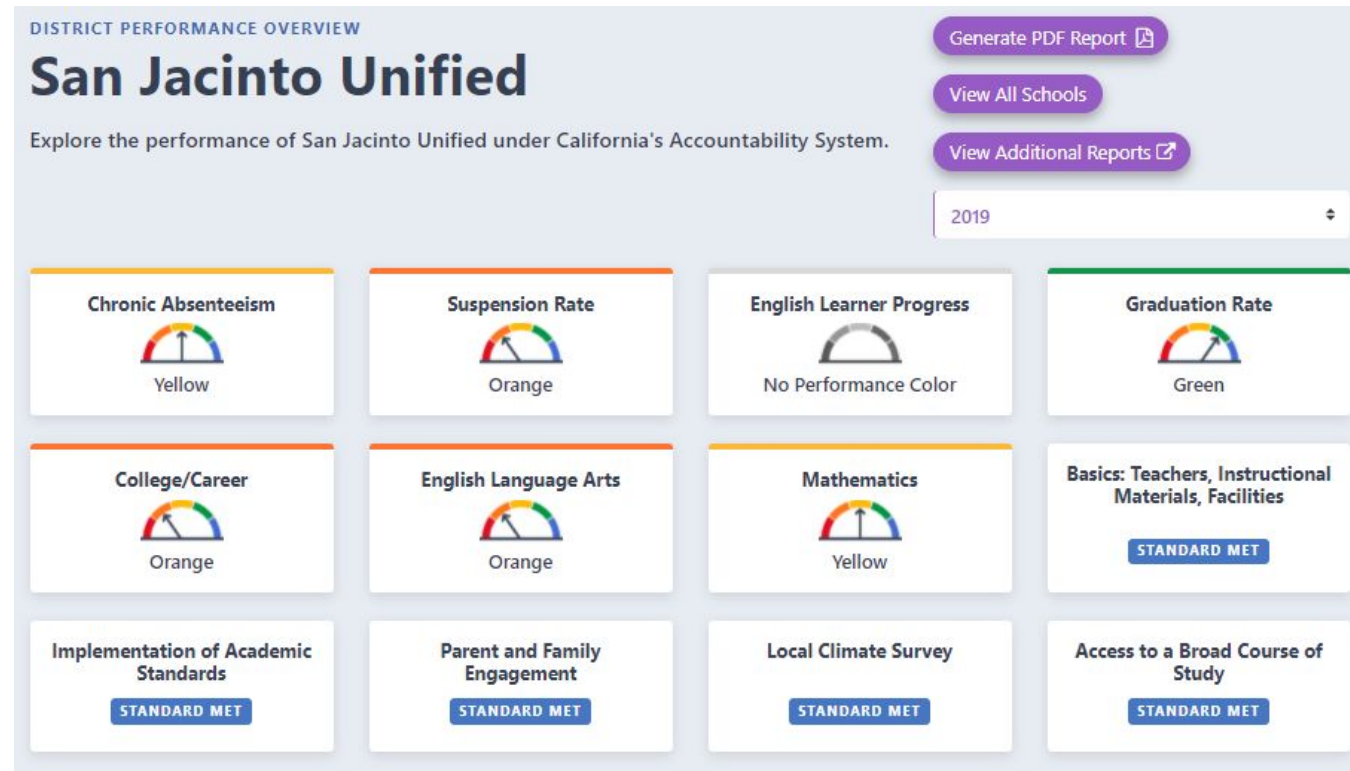 DISTRICT PERFORMANCE OVERVIEW
San Jacinto Unified
Explore the performance of San Jacinto Unified under California's Accountability System.
Generate PDF Report
View All Schools
View Additional Reports
2019
Chronic Absenteeism
Yellow
Suspension Rate
Orange
English Learner Progress
No Performance Color
Graduation Rate
Green
College/Career
Orange
English Language Arts
Orange
Mathematics
Yellow
Basics: Teachers, Instructional
Materials, Facilities
STANDARD MET
Implementation of Academic
Standards
STANDARD MET
Parent and Family
Engagement
STANDARD MET
Local Climate Survey
STANDARD MET
Access to a Broad Course of
Study
STANDARD MET